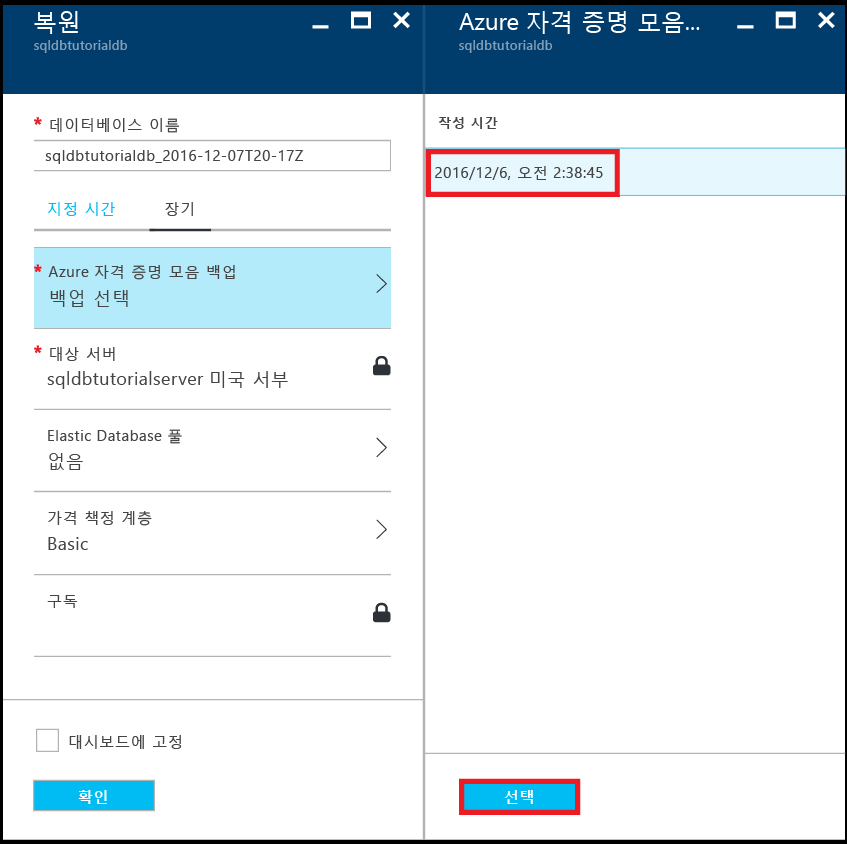 복원
sqldbtutorialdb
* 데이터베이스 이름
sqldbtutorialdb_2016-12-07T20-17Z
지정 시간 장기
* Azure 자격 증명 모음 백업
백업 선택
* 대상 서버
sqldbtutorialserver 미국 서부
Elastic Database 풀
없음
가격 책정 계층
Basic
구독
대시보드에 고정
확인
Azure 자격 증명 모음...
sqldbtutorialdb
작성 시간
2016/12/6, 오전 2:38:45
선택